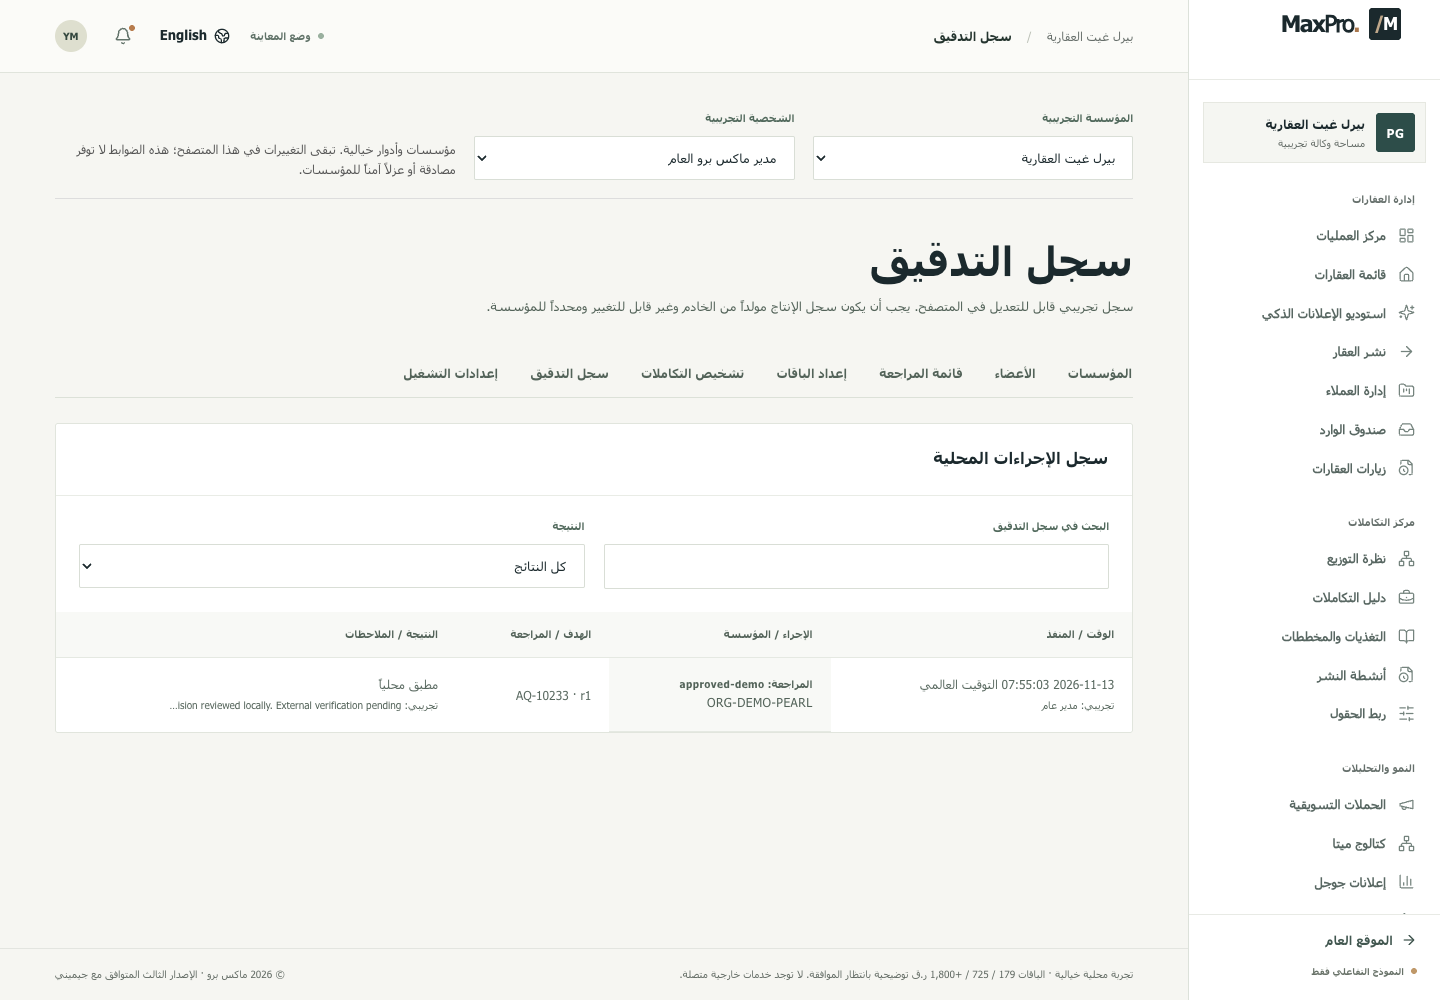 MaxPro.
/M
بيرل غيت العقارية / سجل التدقيق
وضع المعاينة
English
YM
PG
بيرل غيت العقارية
مساحة وكالة تجريبية
إدارة العقارات
مركز العمليات
قائمة العقارات
استوديو الإعلانات الذكي
نشر العقار
إدارة العملاء
صندوق الوارد
زيارات العقارات
مركز التكاملات
نظرة التوزيع
دليل التكاملات
التغذيات والمخططات
أنشطة النشر
ربط الحقول
النمو والتحليلات
الحملات التسويقية
كتالوج ميتا
إعلانات جوجل
الموقع العام
النموذج التفاعلي فقط
المؤسسة التجريبية
بيرل غيت العقارية
الشخصية التجريبية
مدير ماكس برو العام
مؤسسات وأدوار خيالية. تبقى التغييرات في هذا المتصفح؛ هذه الضوابط لا توفر
مصادقة أو عزلاً آمناً للمؤسسات.
سجل التدقيق
سجل تجريبي قابل للتعديل في المتصفح. يجب أن يكون سجل الإنتاج مولداً من الخادم وغير قابل للتغيير ومحدداً للمؤسسة.
المؤسسات
الأعضاء
قائمة المراجعة
إعداد الباقات
تشخيص التكاملات
سجل التدقيق
إعدادات التشغيل
سجل الإجراءات المحلية
البحث في سجل التدقيق
النتيجة
كل النتائج
الوقت / المنفذ
الإجراء / المؤسسة
الهدف / المراجعة
النتيجة / الملاحظات
2026-11-13 07:55:03 التوقيت العالمي
تجريبي: مدير عام
المراجعة: approved-demo
ORG-DEMO-PEARL
AQ-10233 · r1
مطبق محلياً
تجريبي: ision reviewed locally. External verification pending...
تجربة محلية خيالية · الباقات 179 / 725 / +1,800 ر.ق توضيحية بانتظار الموافقة. لا توجد خدمات خارجية متصلة.
© 2026 ماكس برو · الإصدار الثالث المتوافق مع جيميني